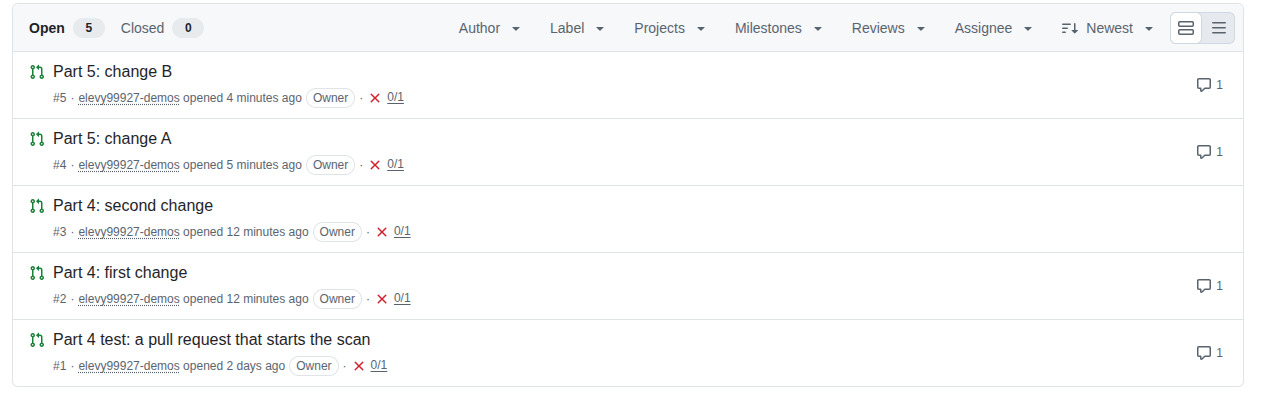 Open 5 Closed 0 Author Label Projects Milestones Reviews Assignee Newest
Part 5: change B
#5 · elevy99927-demos opened 4 minutes ago Owner · 0/1
1
Part 5: change A
#4 · elevy99927-demos opened 5 minutes ago Owner · 0/1
1
Part 4: second change
#3 · elevy99927-demos opened 12 minutes ago Owner · 0/1
Part 4: first change
#2 · elevy99927-demos opened 12 minutes ago Owner · 0/1
1
Part 4 test: a pull request that starts the scan
#1 · elevy99927-demos opened 2 days ago Owner · 0/1
1